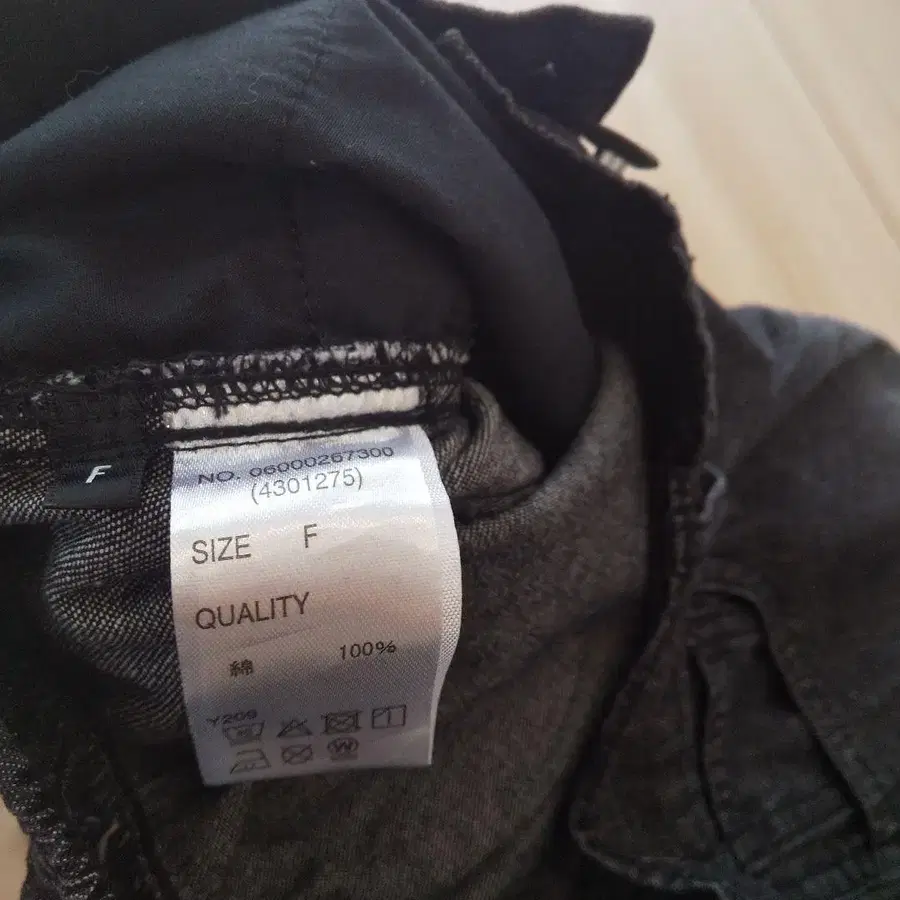 F
NO. 06000267300
(4301275)
SIZE F
QUALITY
綿 100%
Y209
W